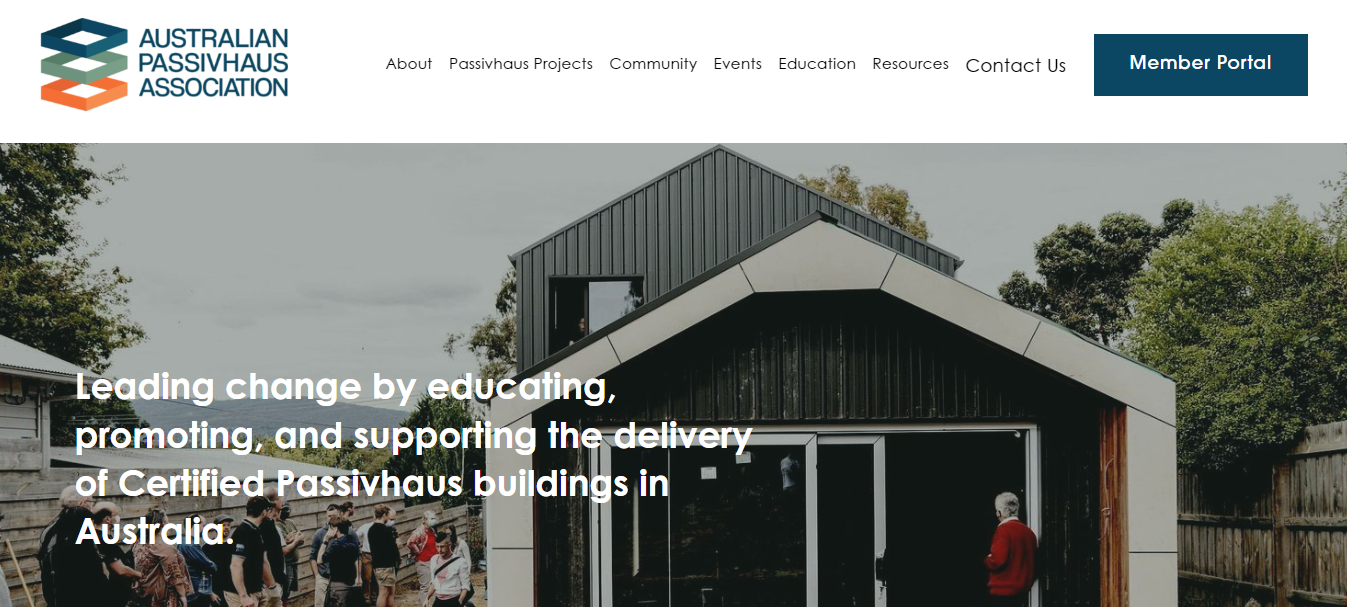 AUSTRALIAN
PASSIVHAUS
ASSOCIATION
About Passivhaus Projects Community Events Education Resources Contact Us Member Portal
Leading change by educating,
promoting, and supporting the delivery
of Certified Passivhaus buildings in
Australia.